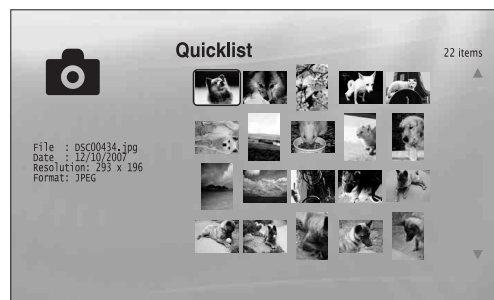 Quicklist
22 items
File : DSC00434.jpg
Date : 12/10/2007
Resolution: 293 x 196
Format: JPEG